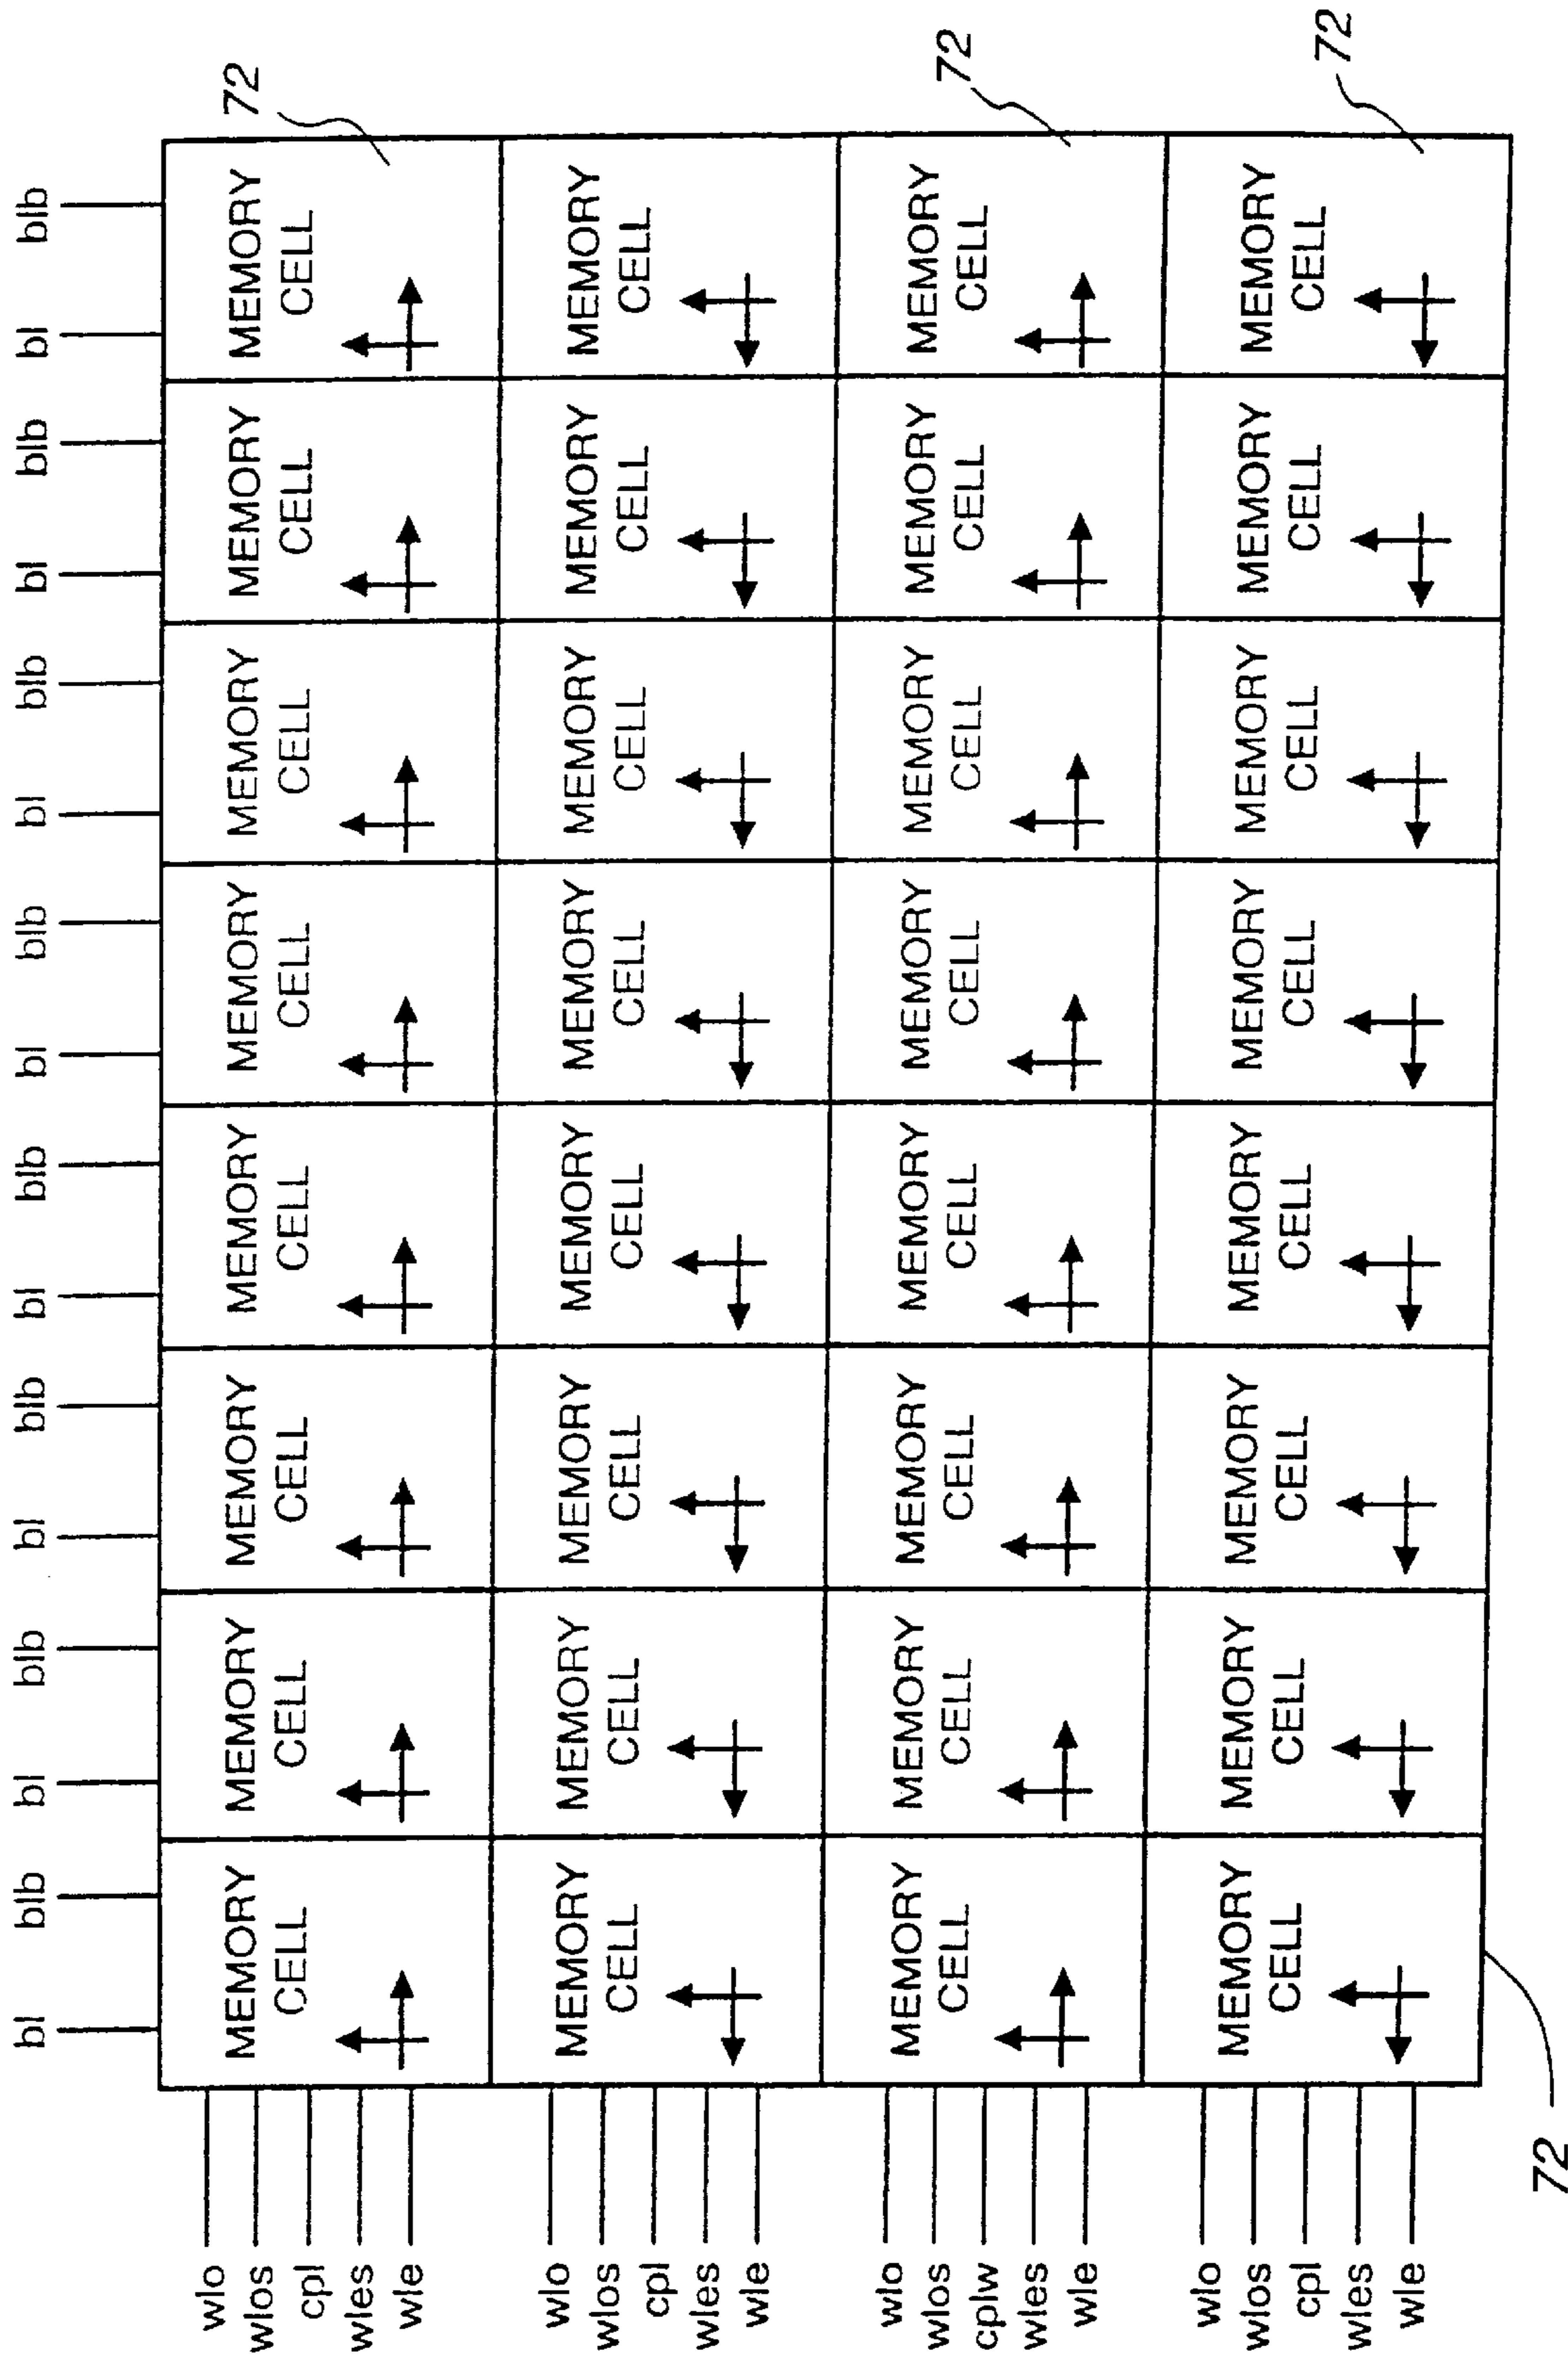 bl blb bl blb bl blb bl blb bl blb bl blb bl blb bl blb
wlo
MEMORY MEMORY MEMORY MEMORY MEMORY MEMORY MEMORY MEMORY 72
wlos
CELL CELL CELL CELL CELL CELL CELL CELL
cpl
wles
wle
wlo
MEMORY MEMORY MEMORY MEMORY MEMORY MEMORY MEMORY MEMORY
wlos
CELL CELL CELL CELL CELL CELL CELL CELL
cpl
wles
wle
wlo
MEMORY MEMORY MEMORY MEMORY MEMORY MEMORY MEMORY MEMORY
wlos
CELL CELL CELL CELL CELL CELL CELL CELL 72
cplw
wles
wle
wlo
MEMORY MEMORY MEMORY MEMORY MEMORY MEMORY MEMORY MEMORY
wlos
CELL CELL CELL CELL CELL CELL CELL CELL
cpl 72
wles
wle
72